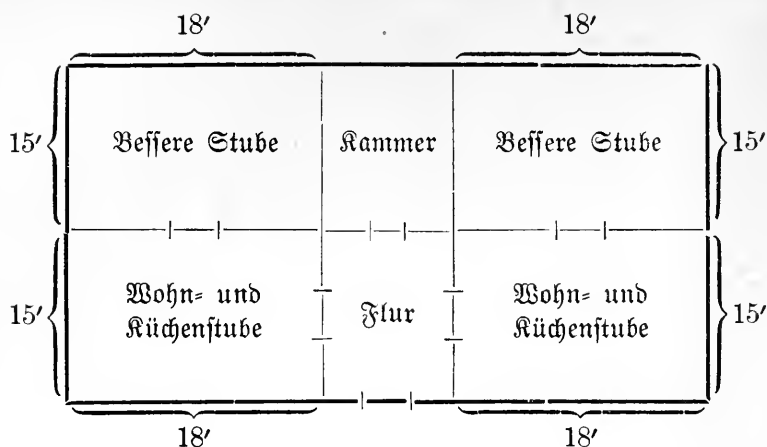 18′ 18′
15′ Bessere Stube Kammer Bessere Stube 15′
15′ Wohn- und Flur Wohn- und 15′
Küchenstube Küchenstube
18′ 18′